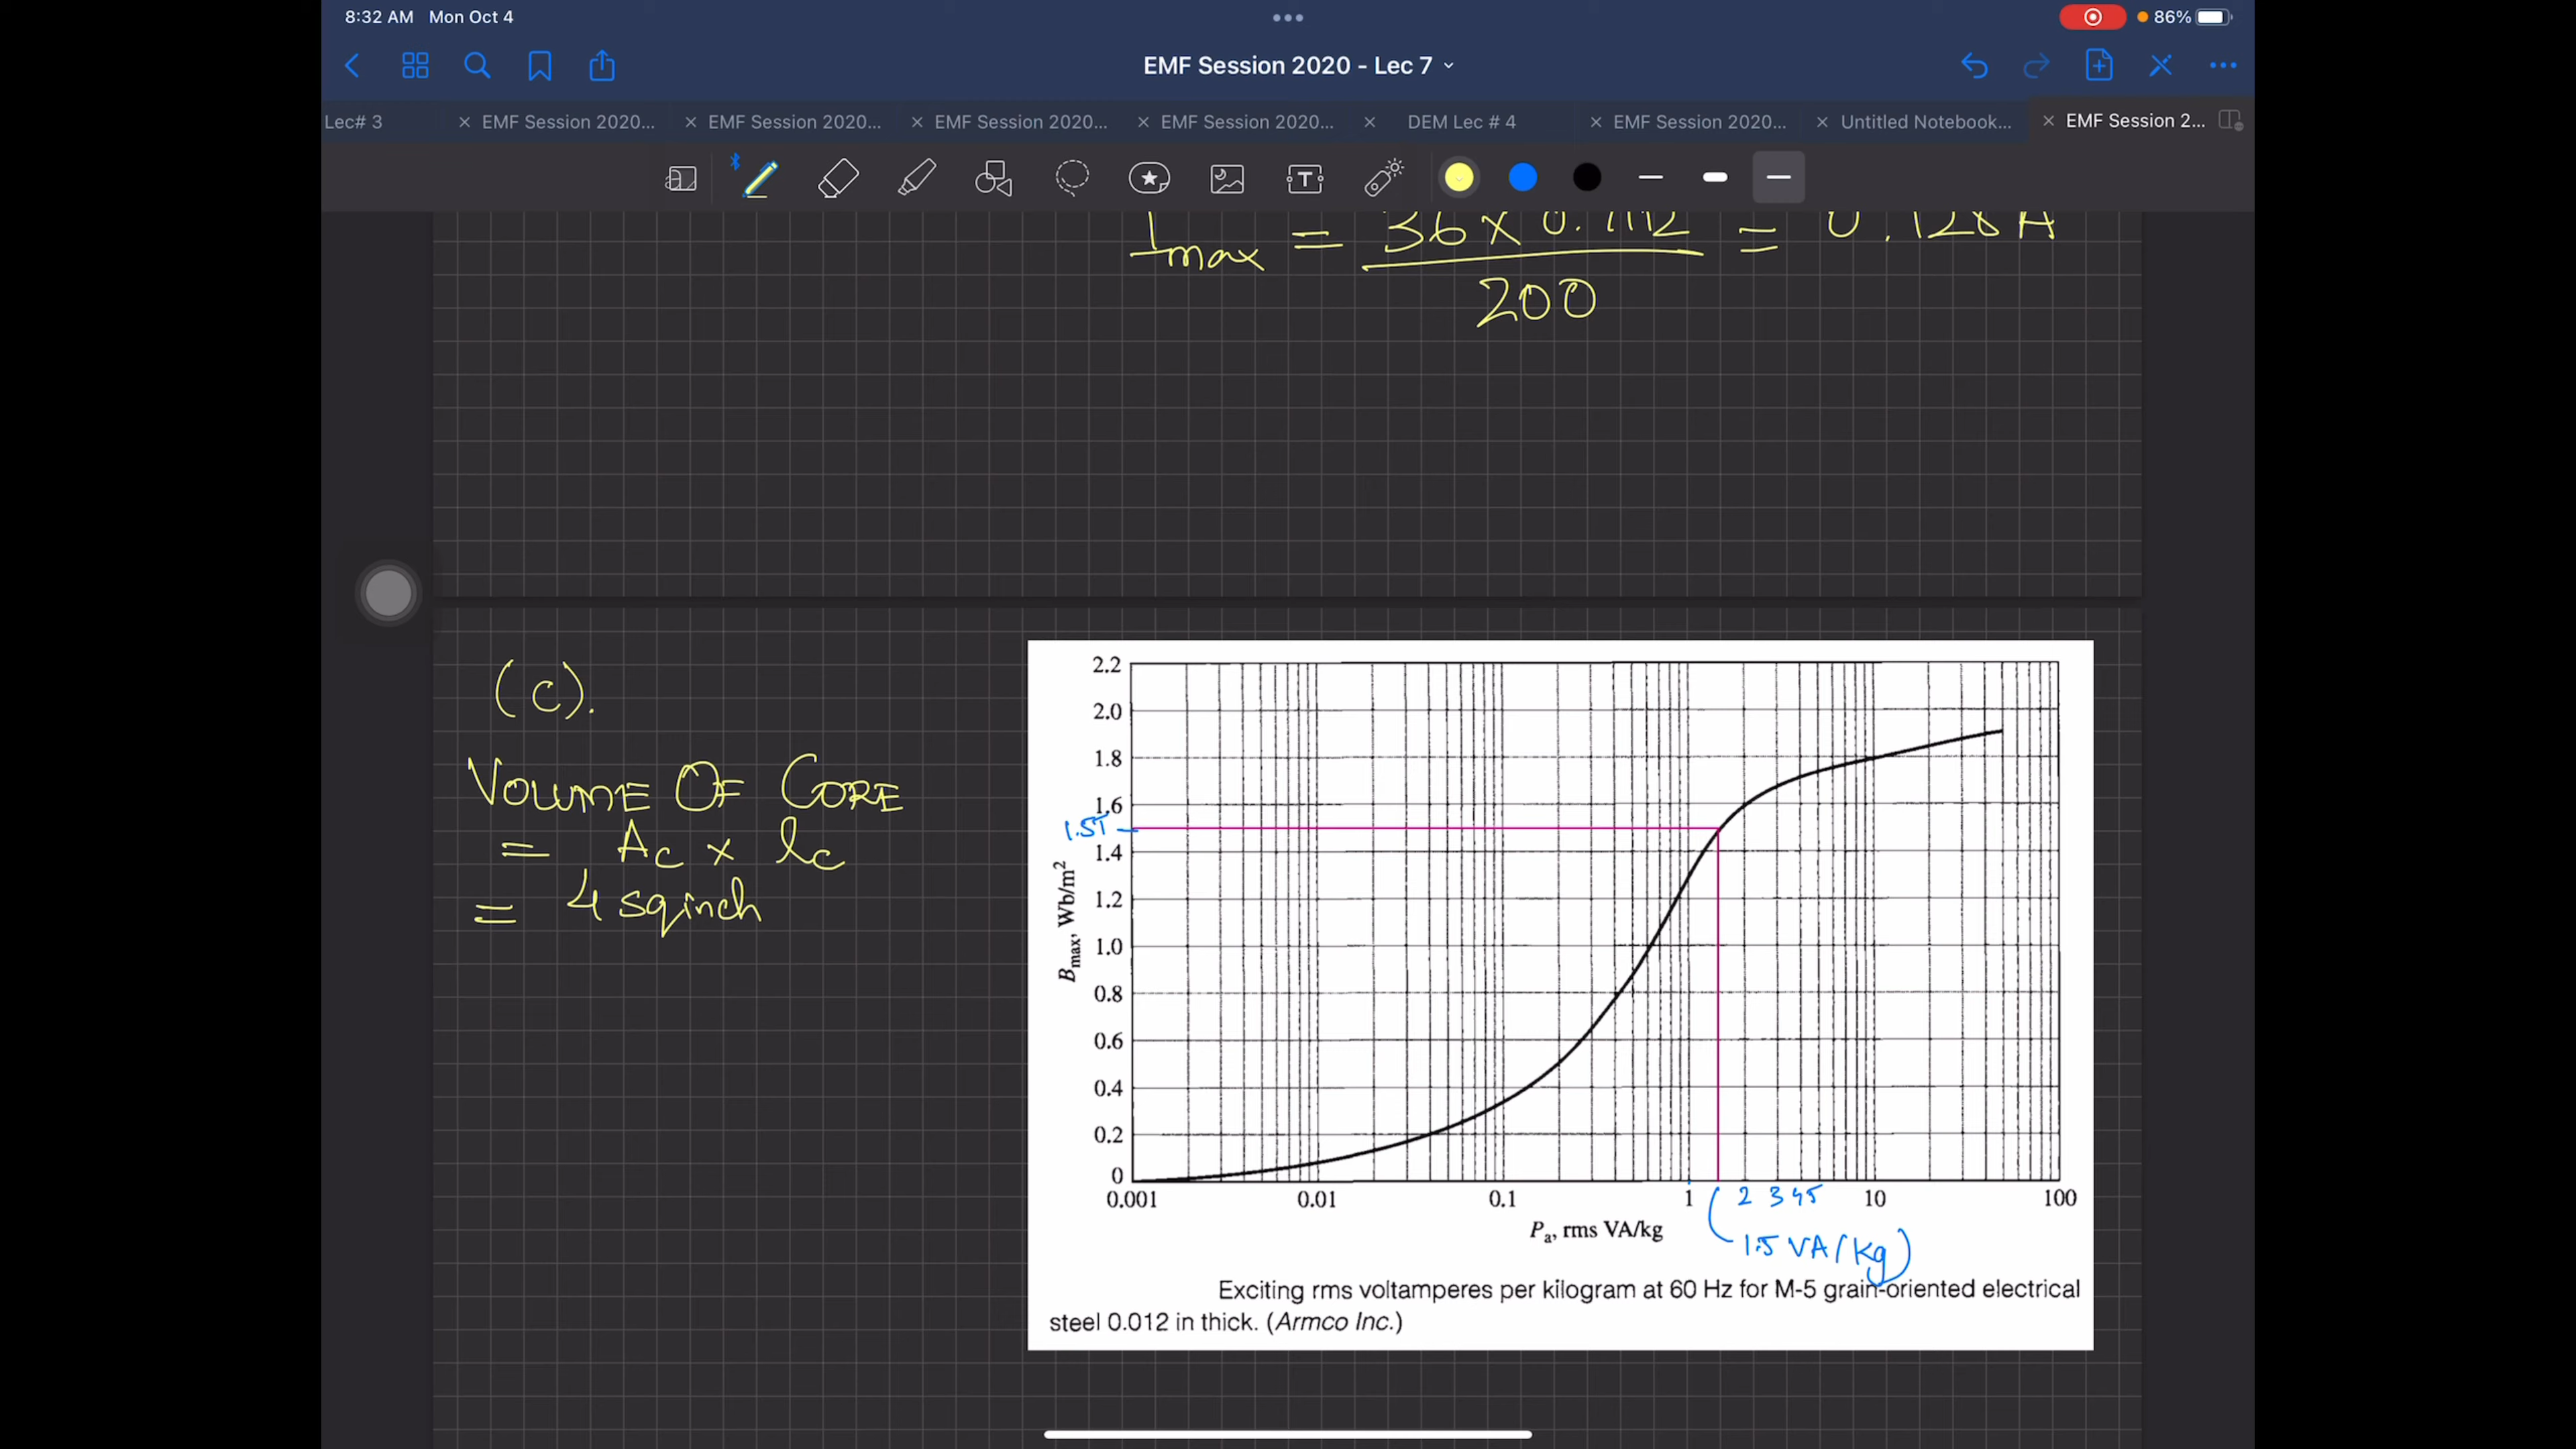 8:32 AM Mon Oct 4
86%
EMF Session 2020 - Lec 7
Lec# 3
EMF Session 2020...
EMF Session 2020...
EMF Session 2020...
EMF Session 2020...
DEM Lec # 4
EMF Session 2020...
Untitled Notebook...
EMF Session 2...
Imax = 36 x 0.7112 = 0.128 A
200
(c).
VOLUME OF CORE
= Ac x lc
= 4 sqinch
2.2
2.0
1.8
1.6
1.5T
1.4
1.2
1.0
0.8
0.6
0.4
0.2
0
Bmax, Wb/m2
0.001 0.01 0.1 1 10 100
2 3 4 5
Pa, rms VA/kg
1.5 VA/Kg
Exciting rms voltamperes per kilogram at 60 Hz for M-5 grain-oriented electrical
steel 0.012 in thick. (Armco Inc.)